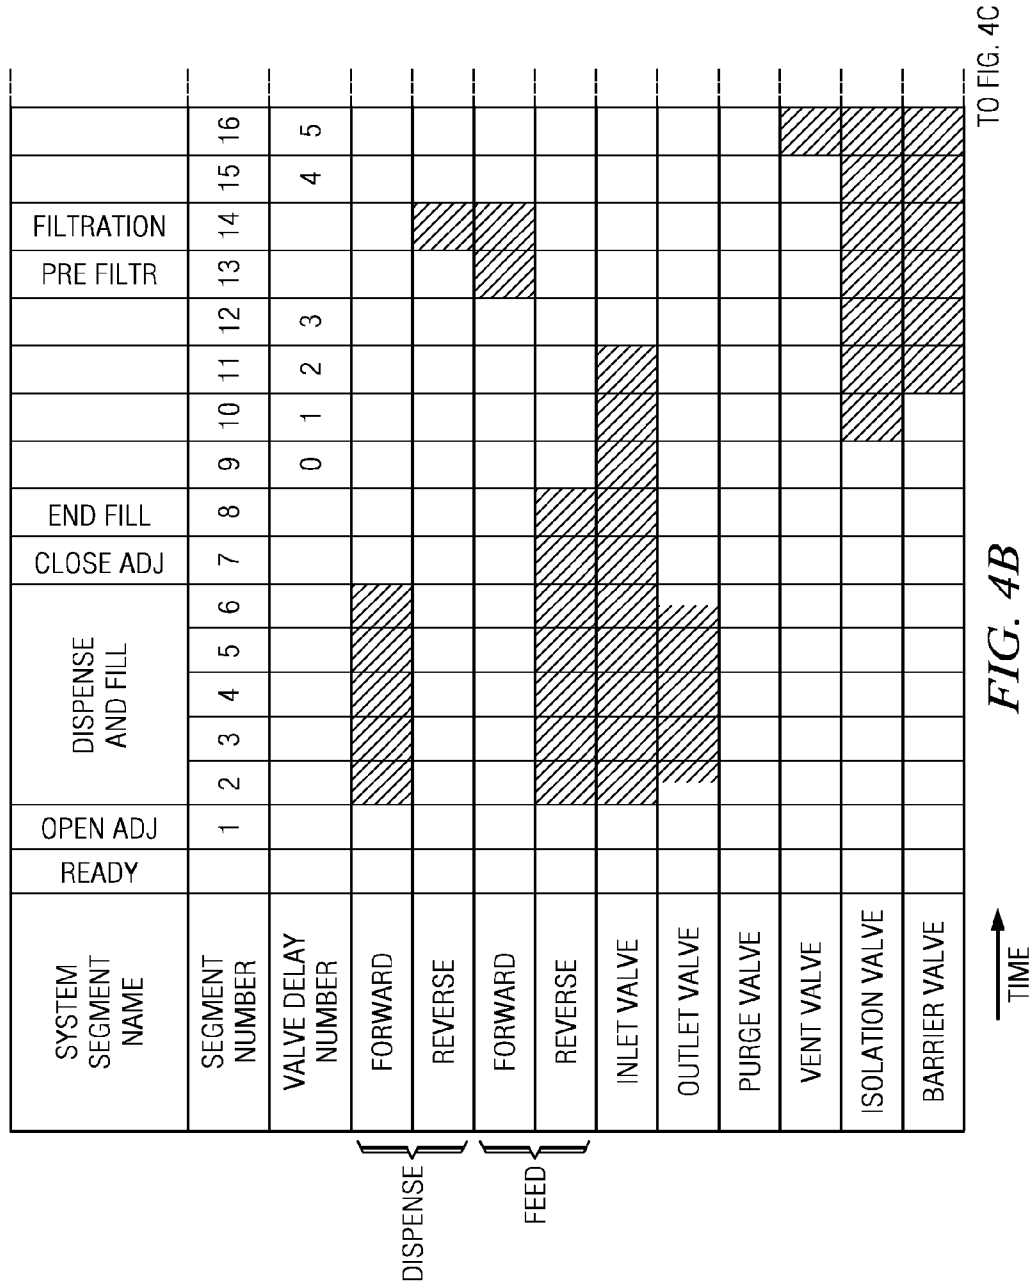 SYSTEM
SEGMENT
NAME
READY
OPEN ADJ
DISPENSE
AND FILL
CLOSE ADJ
END FILL
PRE FILTR
FILTRATION
SEGMENT
NUMBER
1
2
3
4
5
6
7
8
9
10
11
12
13
14
15
16
VALVE DELAY
NUMBER
0
1
2
3
4
5
DISPENSE
FORWARD
REVERSE
FEED
FORWARD
REVERSE
INLET VALVE
OUTLET VALVE
PURGE VALVE
VENT VALVE
ISOLATION VALVE
BARRIER VALVE
TIME
TO FIG. 4C
FIG. 4B